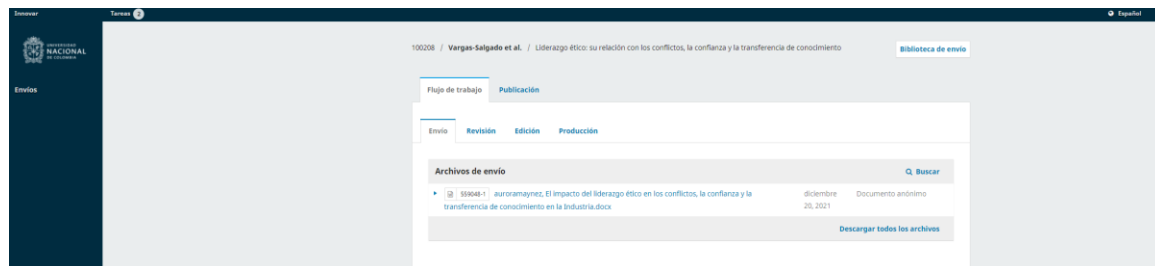 Innovar Tareas 2 Español
UNIVERSIDAD
NACIONAL
DE COLOMBIA
100208 / Vargas-Salgado et al. / Liderazgo ético: su relación con los conflictos, la confianza y la transferencia de conocimiento Biblioteca de envío
Envíos
Flujo de trabajo Publicación
Envío Revisión Edición Producción
Archivos de envío Buscar
559048-1 auroramaynez, El impacto del liderazgo ético en los conflictos, la confianza y la diciembre Documento anónimo
transferencia de conocimiento en la Industria.docx 20, 2021
Descargar todos los archivos